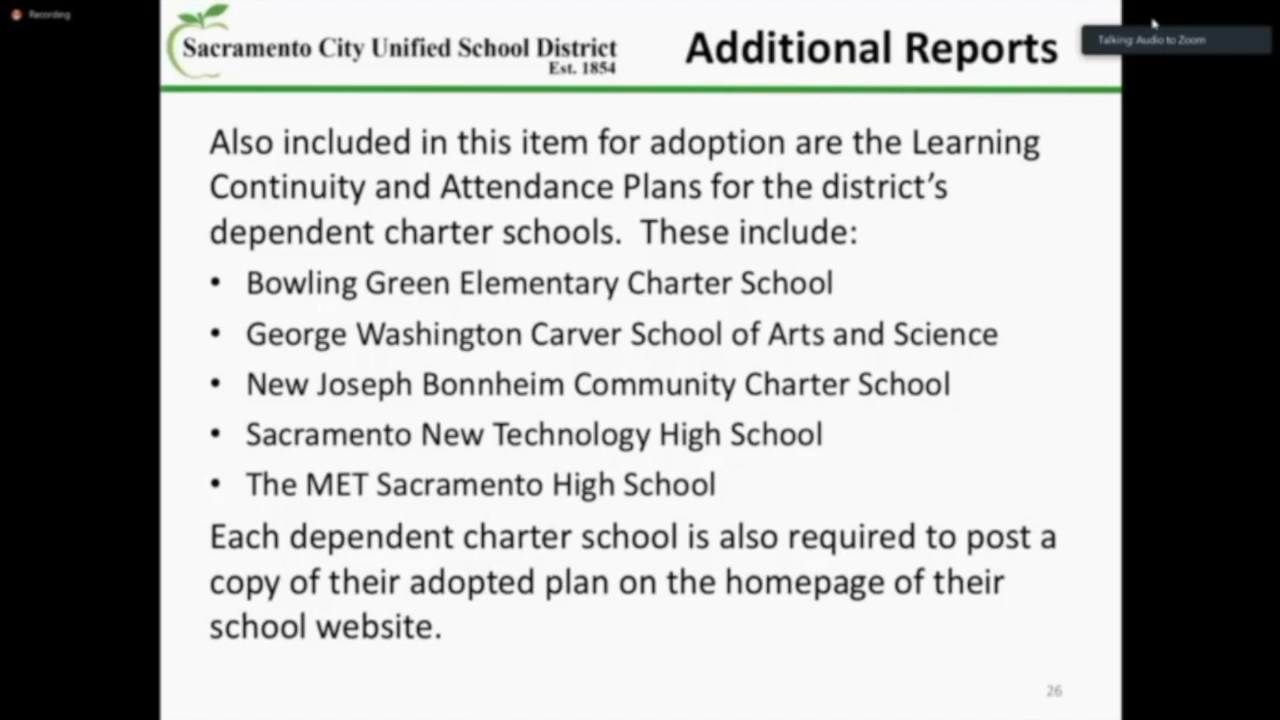 Recording
Sacramento City Unified School District
Est. 1854
Additional Reports
Talking: Audio to Zoom
Also included in this item for adoption are the Learning
Continuity and Attendance Plans for the district's
dependent charter schools.  These include:
• Bowling Green Elementary Charter School
• George Washington Carver School of Arts and Science
• New Joseph Bonnheim Community Charter School
• Sacramento New Technology High School
• The MET Sacramento High School
Each dependent charter school is also required to post a
copy of their adopted plan on the homepage of their
school website.
26